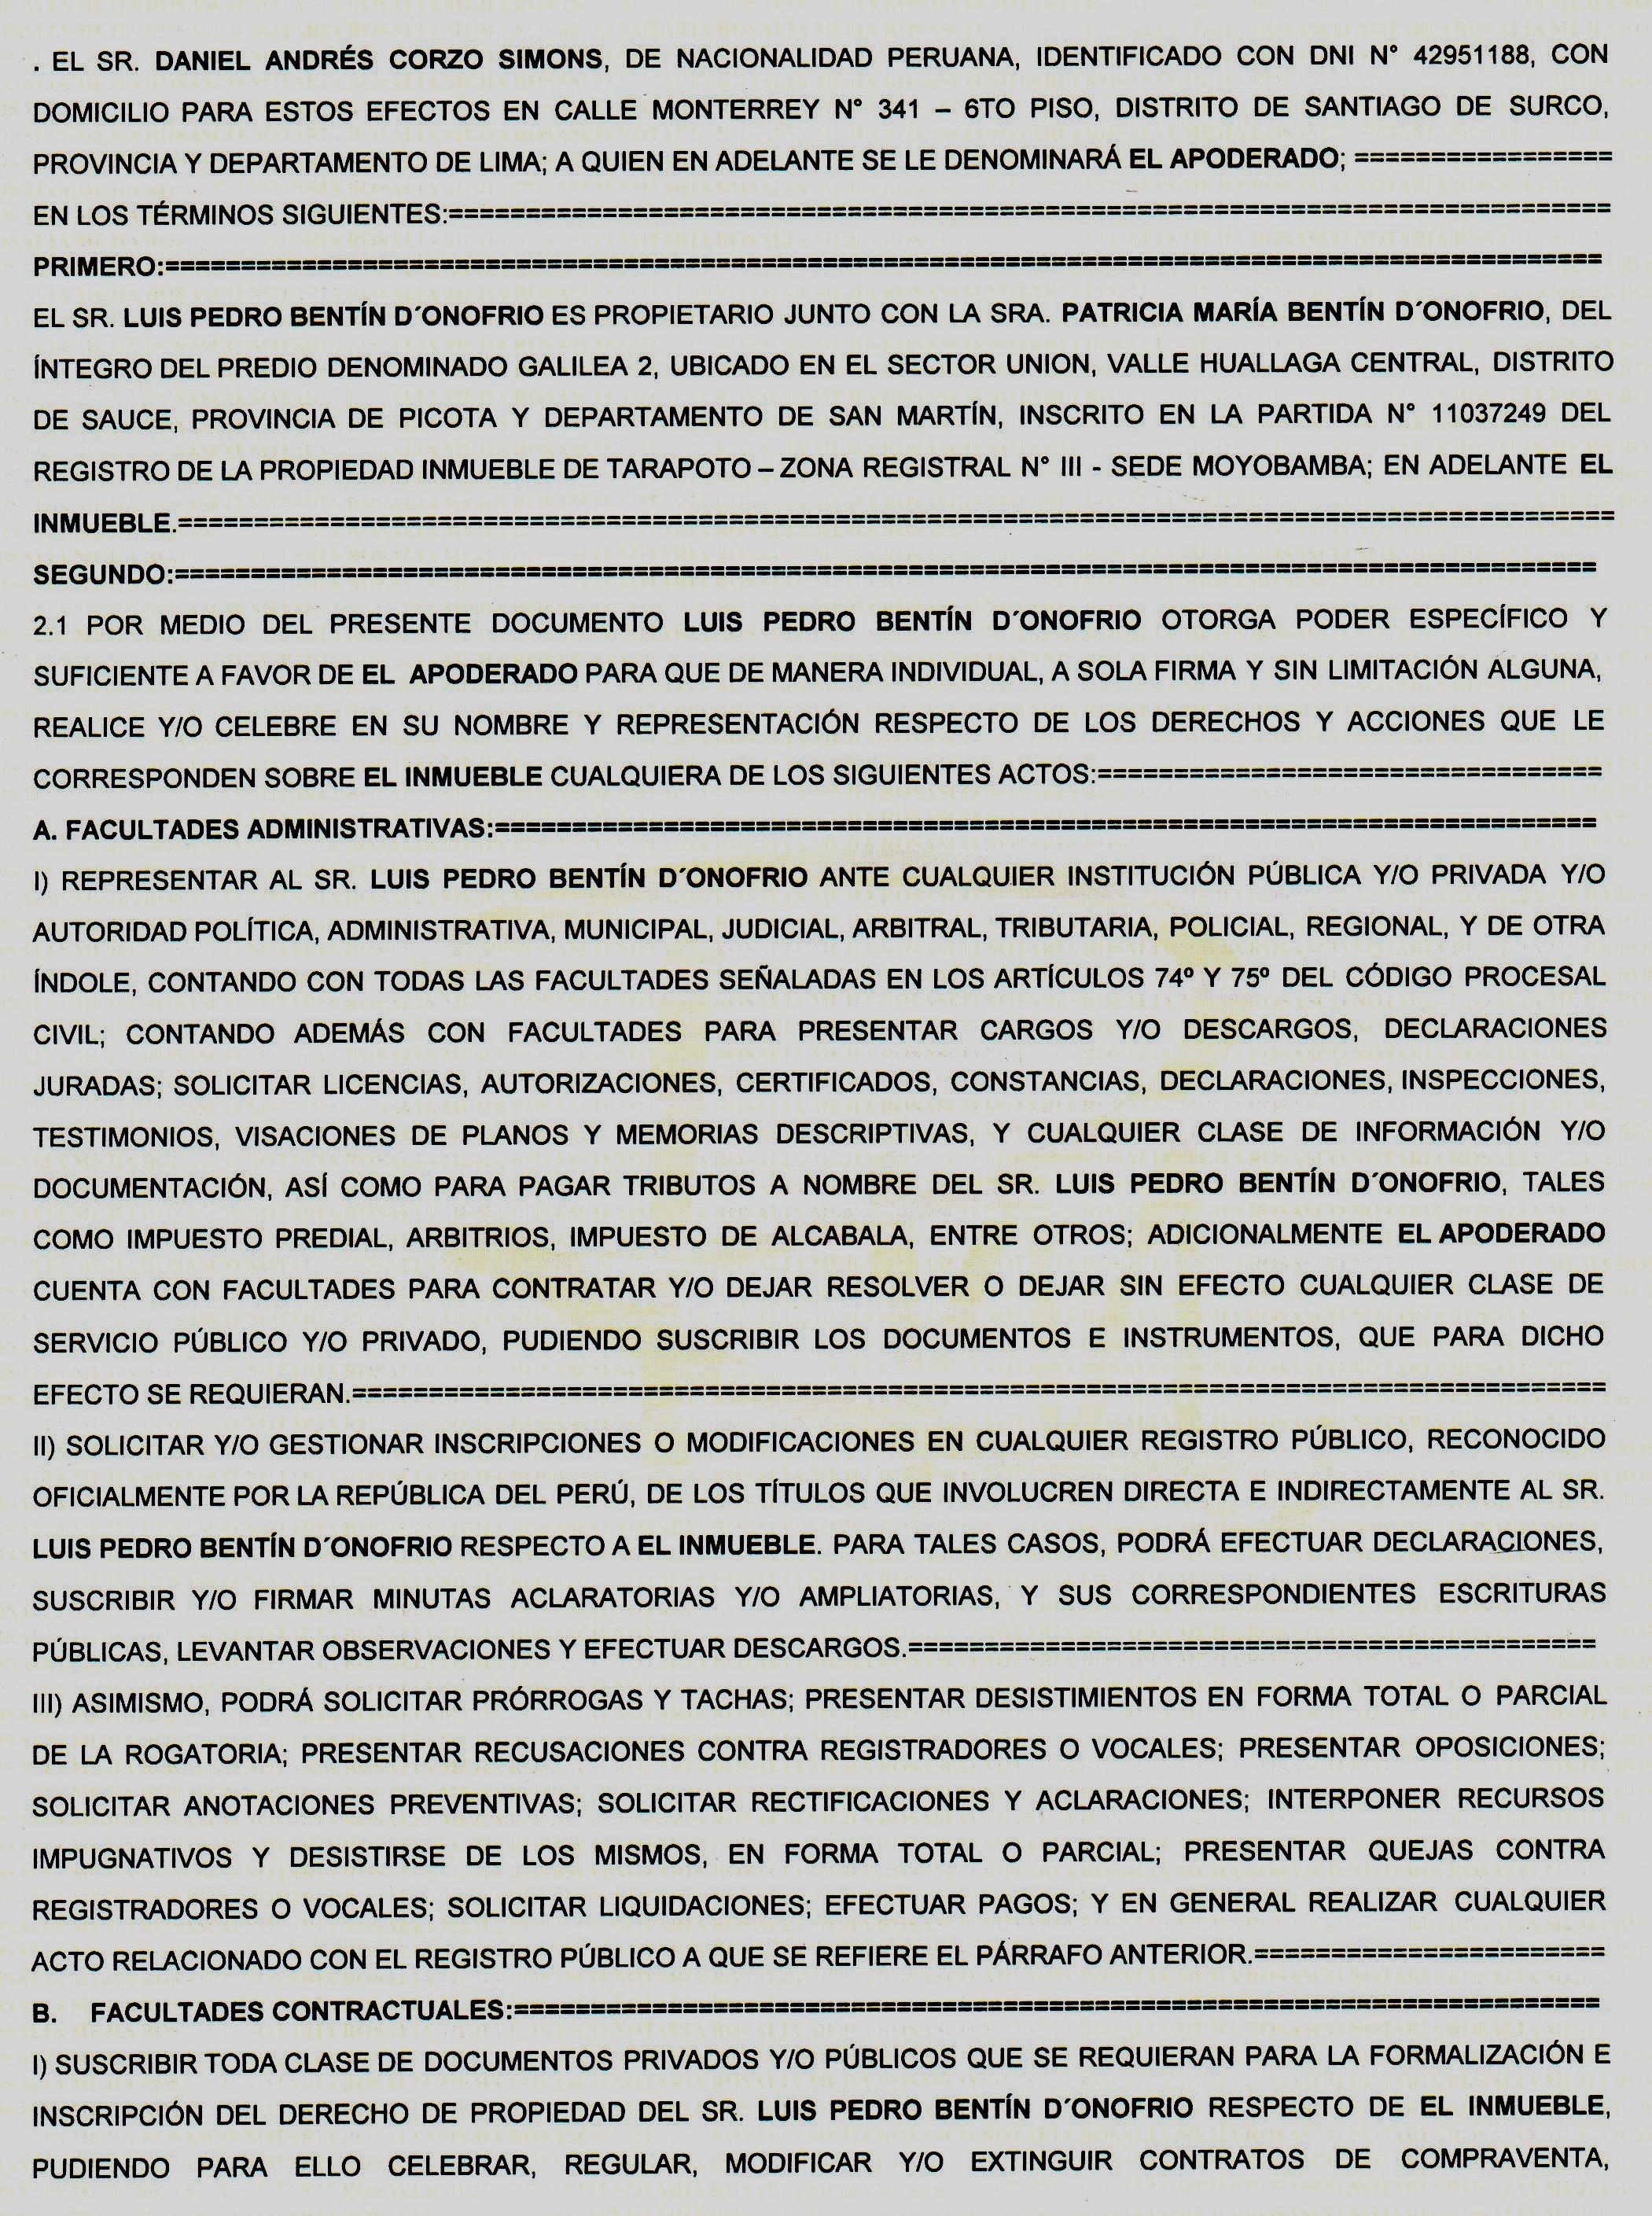 . EL SR. DANIEL ANDRÉS CORZO SIMONS, DE NACIONALIDAD PERUANA, IDENTIFICADO CON DNI N° 42951188, CON
DOMICILIO PARA ESTOS EFECTOS EN CALLE MONTERREY N° 341 – 6TO PISO, DISTRITO DE SANTIAGO DE SURCO,
PROVINCIA Y DEPARTAMENTO DE LIMA; A QUIEN EN ADELANTE SE LE DENOMINARÁ EL APODERADO; =================
EN LOS TÉRMINOS SIGUIENTES:============================================================================
PRIMERO:==============================================================================================
EL SR. LUIS PEDRO BENTÍN D´ONOFRIO ES PROPIETARIO JUNTO CON LA SRA. PATRICIA MARÍA BENTÍN D´ONOFRIO, DEL
ÍNTEGRO DEL PREDIO DENOMINADO GALILEA 2, UBICADO EN EL SECTOR UNION, VALLE HUALLAGA CENTRAL, DISTRITO
DE SAUCE, PROVINCIA DE PICOTA Y DEPARTAMENTO DE SAN MARTÍN, INSCRITO EN LA PARTIDA N° 11037249 DEL
REGISTRO DE LA PROPIEDAD INMUEBLE DE TARAPOTO – ZONA REGISTRAL N° III - SEDE MOYOBAMBA; EN ADELANTE EL
INMUEBLE.==============================================================================================
SEGUNDO:=============================================================================================
2.1 POR MEDIO DEL PRESENTE DOCUMENTO LUIS PEDRO BENTÍN D´ONOFRIO OTORGA PODER ESPECÍFICO Y
SUFICIENTE A FAVOR DE EL APODERADO PARA QUE DE MANERA INDIVIDUAL, A SOLA FIRMA Y SIN LIMITACIÓN ALGUNA,
REALICE Y/O CELEBRE EN SU NOMBRE Y REPRESENTACIÓN RESPECTO DE LOS DERECHOS Y ACCIONES QUE LE
CORRESPONDEN SOBRE EL INMUEBLE CUALQUIERA DE LOS SIGUIENTES ACTOS:=================================
A. FACULTADES ADMINISTRATIVAS:========================================================================
I) REPRESENTAR AL SR. LUIS PEDRO BENTÍN D´ONOFRIO ANTE CUALQUIER INSTITUCIÓN PÚBLICA Y/O PRIVADA Y/O
AUTORIDAD POLÍTICA, ADMINISTRATIVA, MUNICIPAL, JUDICIAL, ARBITRAL, TRIBUTARIA, POLICIAL, REGIONAL, Y DE OTRA
ÍNDOLE, CONTANDO CON TODAS LAS FACULTADES SEÑALADAS EN LOS ARTÍCULOS 74º Y 75º DEL CÓDIGO PROCESAL
CIVIL; CONTANDO ADEMÁS CON FACULTADES PARA PRESENTAR CARGOS Y/O DESCARGOS, DECLARACIONES
JURADAS; SOLICITAR LICENCIAS, AUTORIZACIONES, CERTIFICADOS, CONSTANCIAS, DECLARACIONES, INSPECCIONES,
TESTIMONIOS, VISACIONES DE PLANOS Y MEMORIAS DESCRIPTIVAS, Y CUALQUIER CLASE DE INFORMACIÓN Y/O
DOCUMENTACIÓN, ASÍ COMO PARA PAGAR TRIBUTOS A NOMBRE DEL SR. LUIS PEDRO BENTÍN D´ONOFRIO, TALES
COMO IMPUESTO PREDIAL, ARBITRIOS, IMPUESTO DE ALCABALA, ENTRE OTROS; ADICIONALMENTE EL APODERADO
CUENTA CON FACULTADES PARA CONTRATAR Y/O DEJAR RESOLVER O DEJAR SIN EFECTO CUALQUIER CLASE DE
SERVICIO PÚBLICO Y/O PRIVADO, PUDIENDO SUSCRIBIR LOS DOCUMENTOS E INSTRUMENTOS, QUE PARA DICHO
EFECTO SE REQUIERAN.==================================================================================
II) SOLICITAR Y/O GESTIONAR INSCRIPCIONES O MODIFICACIONES EN CUALQUIER REGISTRO PÚBLICO, RECONOCIDO
OFICIALMENTE POR LA REPÚBLICA DEL PERÚ, DE LOS TÍTULOS QUE INVOLUCREN DIRECTA E INDIRECTAMENTE AL SR.
LUIS PEDRO BENTÍN D´ONOFRIO RESPECTO A EL INMUEBLE. PARA TALES CASOS, PODRÁ EFECTUAR DECLARACIONES,
SUSCRIBIR Y/O FIRMAR MINUTAS ACLARATORIAS Y/O AMPLIATORIAS, Y SUS CORRESPONDIENTES ESCRITURAS
PÚBLICAS, LEVANTAR OBSERVACIONES Y EFECTUAR DESCARGOS.=============================================
III) ASIMISMO, PODRÁ SOLICITAR PRÓRROGAS Y TACHAS; PRESENTAR DESISTIMIENTOS EN FORMA TOTAL O PARCIAL
DE LA ROGATORIA; PRESENTAR RECUSACIONES CONTRA REGISTRADORES O VOCALES; PRESENTAR OPOSICIONES;
SOLICITAR ANOTACIONES PREVENTIVAS; SOLICITAR RECTIFICACIONES Y ACLARACIONES; INTERPONER RECURSOS
IMPUGNATIVOS Y DESISTIRSE DE LOS MISMOS, EN FORMA TOTAL O PARCIAL; PRESENTAR QUEJAS CONTRA
REGISTRADORES O VOCALES; SOLICITAR LIQUIDACIONES; EFECTUAR PAGOS; Y EN GENERAL REALIZAR CUALQUIER
ACTO RELACIONADO CON EL REGISTRO PÚBLICO A QUE SE REFIERE EL PÁRRAFO ANTERIOR.=======================
B. FACULTADES CONTRACTUALES:=======================================================================
I) SUSCRIBIR TODA CLASE DE DOCUMENTOS PRIVADOS Y/O PÚBLICOS QUE SE REQUIERAN PARA LA FORMALIZACIÓN E
INSCRIPCIÓN DEL DERECHO DE PROPIEDAD DEL SR. LUIS PEDRO BENTÍN D´ONOFRIO RESPECTO DE EL INMUEBLE,
PUDIENDO PARA ELLO CELEBRAR, REGULAR, MODIFICAR Y/O EXTINGUIR CONTRATOS DE COMPRAVENTA,